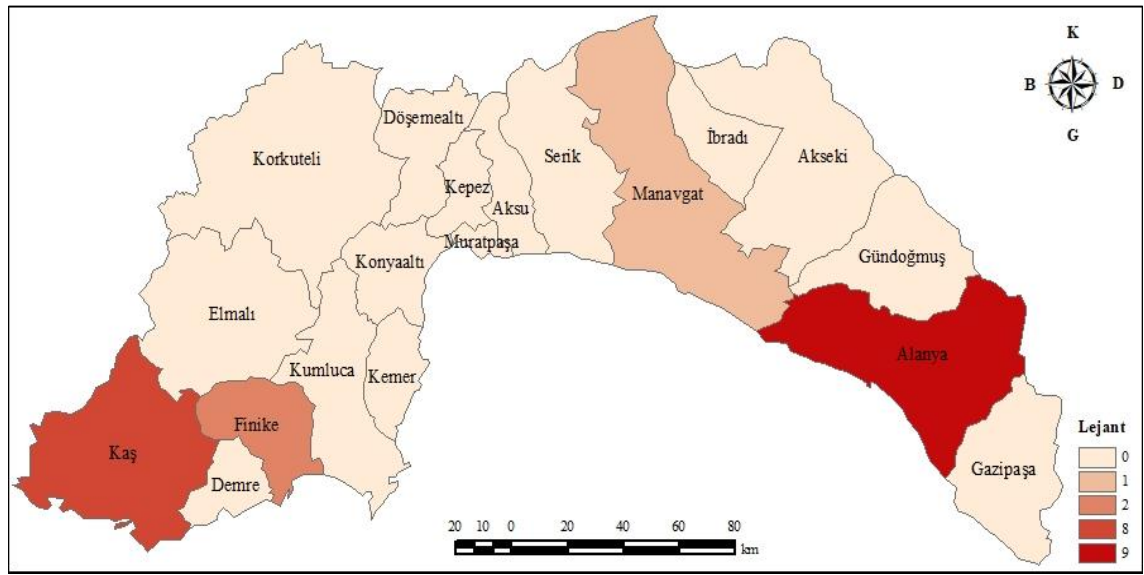 K
B D
G
Döşemealtı
İbradı
Korkuteli
Serik
Akseki
Kepez
Manavgat
Aksu
Muratpaşa
Gündoğmuş
Konyaaltı
Elmalı
Alanya
Kumluca
Kemer
Finike
Lejant
Kaş
0
Gazipaşa
1
Demre
2
20 10 0 20 40 60 80
km
8
9